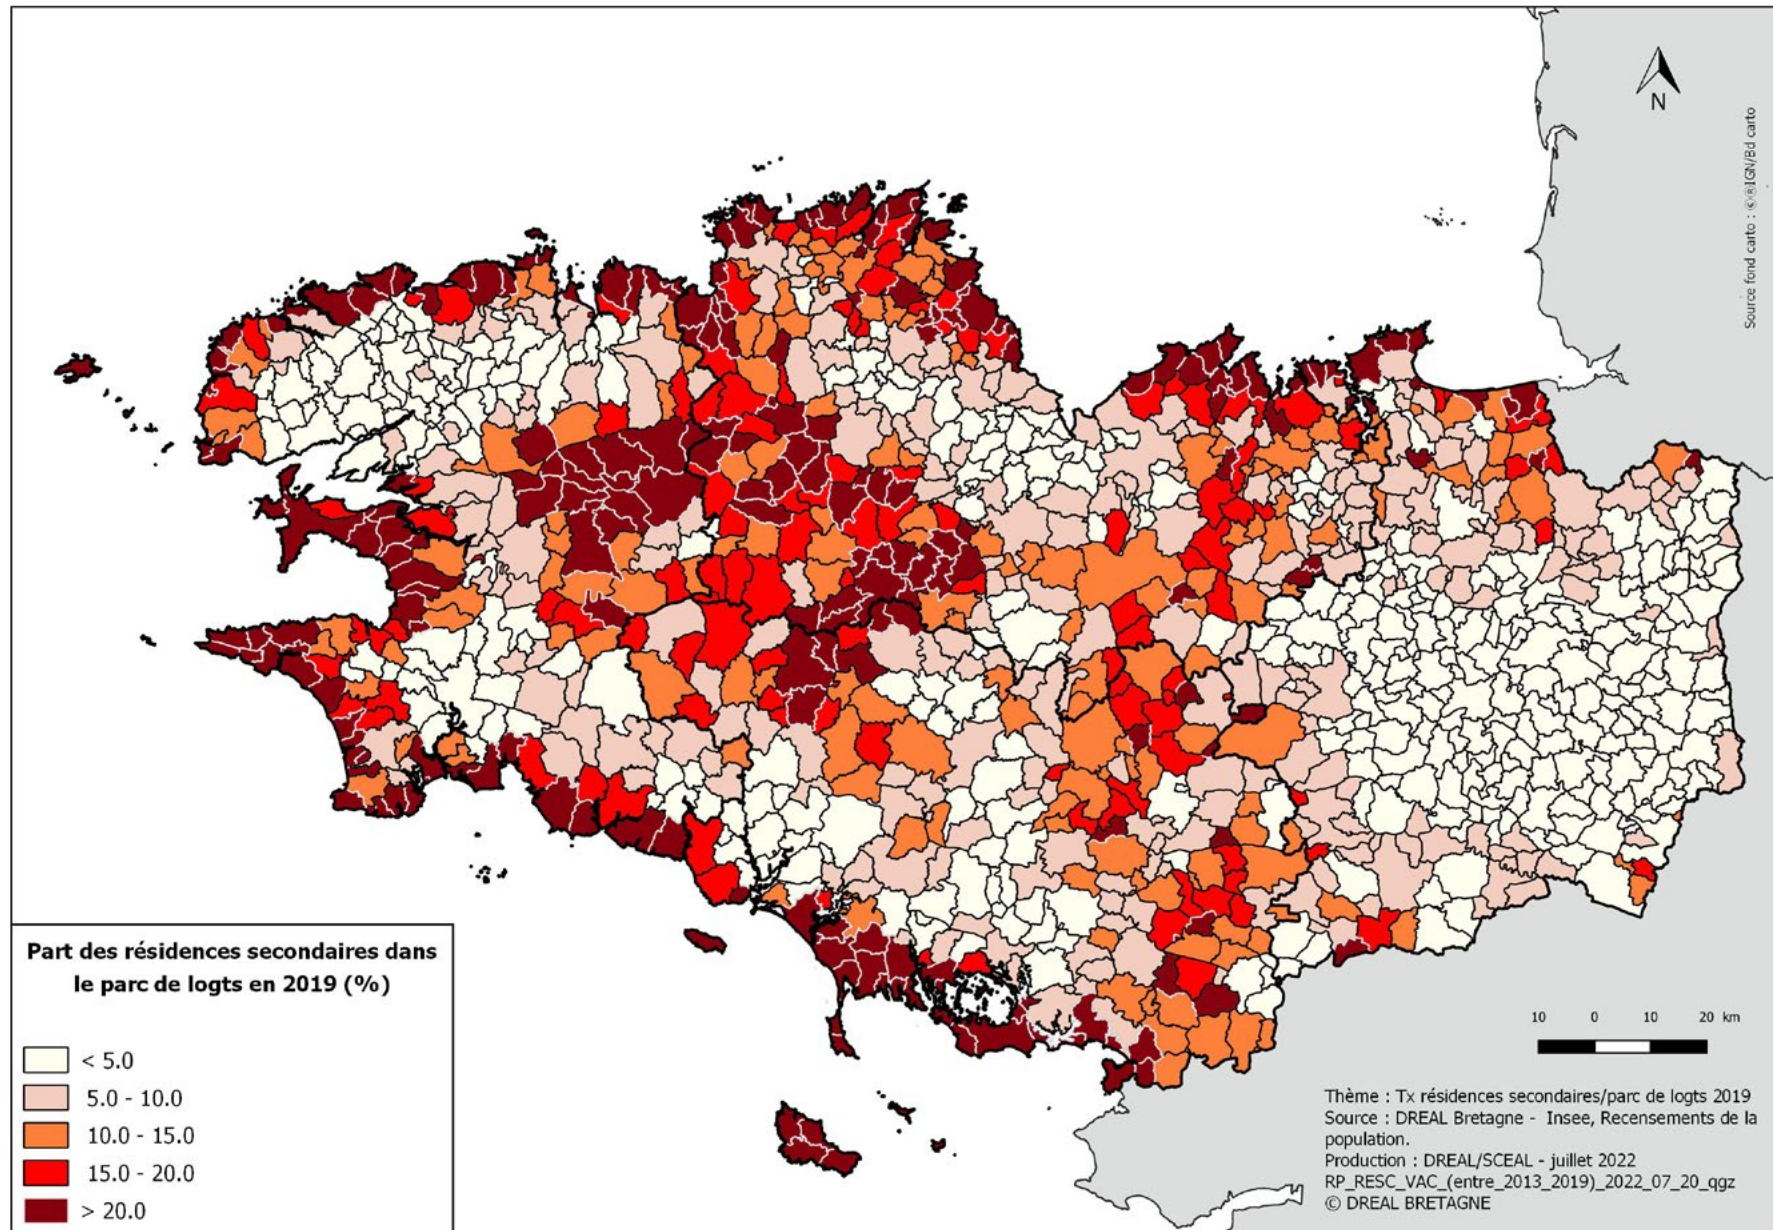 N
Source fond carto : ©®IGN/Bd carto
Part des résidences secondaires dans
le parc de logts en 2019 (%)
< 5.0
5.0 - 10.0
10.0 - 15.0
15.0 - 20.0
> 20.0
10 0 10 20 km
Thème : Tx résidences secondaires/parc de logts 2019
Source : DREAL Bretagne - Insee, Recensements de la
population.
Production : DREAL/SCEAL - juillet 2022
RP_RESC_VAC_(entre_2013_2019)_2022_07_20_qgz
© DREAL BRETAGNE